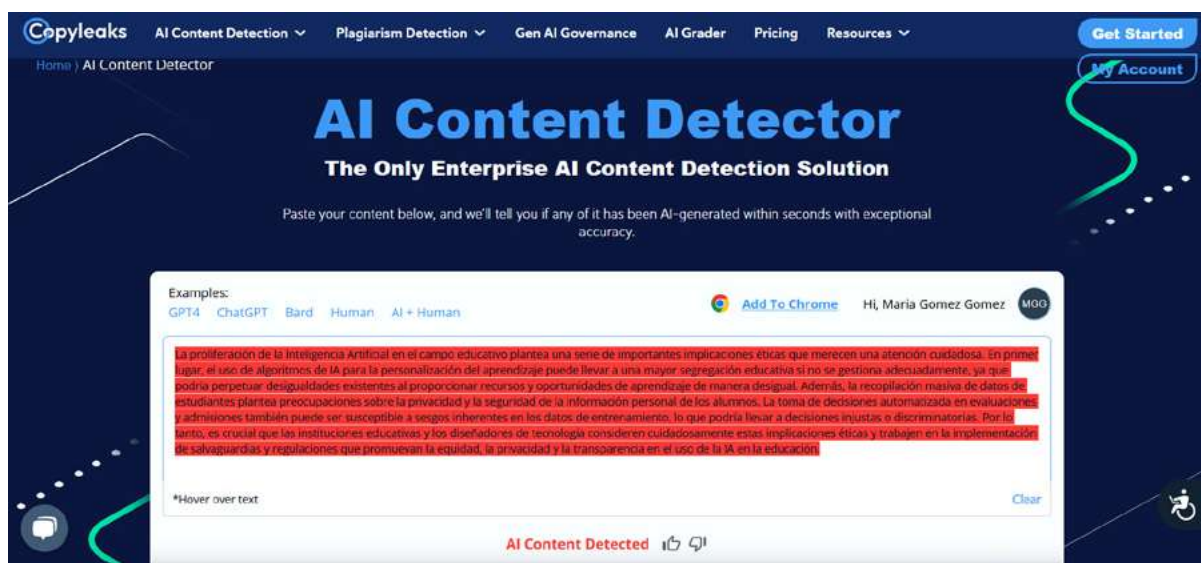 Copyleaks AI Content Detection Plagiarism Detection Gen AI Governance AI Grader Pricing Resources Get Started
Home ⟩ AI Content Detector My Account
AI Content Detector
The Only Enterprise AI Content Detection Solution
Paste your content below, and we'll tell you if any of it has been AI-generated within seconds with exceptional
accuracy.
Examples:
GPT4 ChatGPT Bard Human AI + Human Add To Chrome Hi, Maria Gomez Gomez MGG
La proliferación de la Inteligencia Artificial en el campo educativo plantea una serie de importantes implicaciones éticas que merecen una atención cuidadosa. En primer
lugar, el uso de algoritmos de IA para la personalización del aprendizaje puede llevar a una mayor segregación educativa si no se gestiona adecuadamente, ya que
podría perpetuar desigualdades existentes al proporcionar recursos y oportunidades de aprendizaje de manera desigual. Además, la recopilación masiva de datos de
estudiantes plantea preocupaciones sobre la privacidad y la seguridad de la información personal de los alumnos. La toma de decisiones automatizada en evaluaciones
y admisiones también puede ser susceptible a sesgos inherentes en los datos de entrenamiento, lo que podría llevar a decisiones injustas o discriminatorias. Por lo
tanto, es crucial que las instituciones educativas y los diseñadores de tecnología consideren cuidadosamente estas implicaciones éticas y trabajen en la implementación
de salvaguardias y regulaciones que promuevan la equidad, la privacidad y la transparencia en el uso de la IA en la educación.
*Hover over text Clear
AI Content Detected